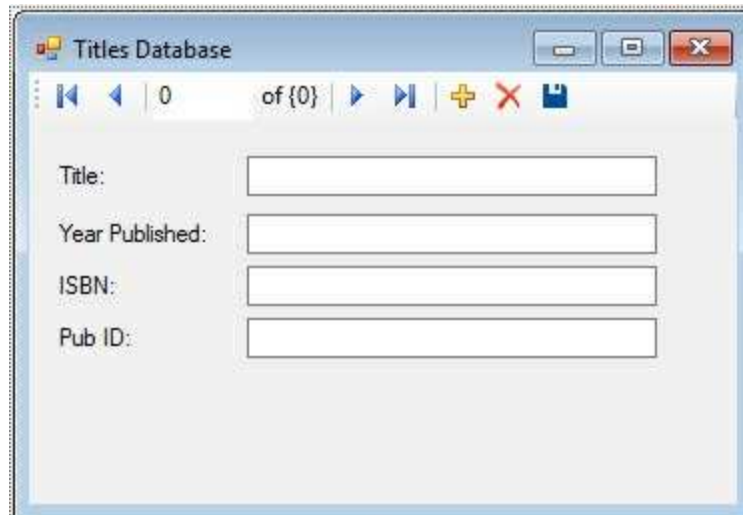 Titles Database
0 of {0}
Title:
Year Published:
ISBN:
Pub ID: